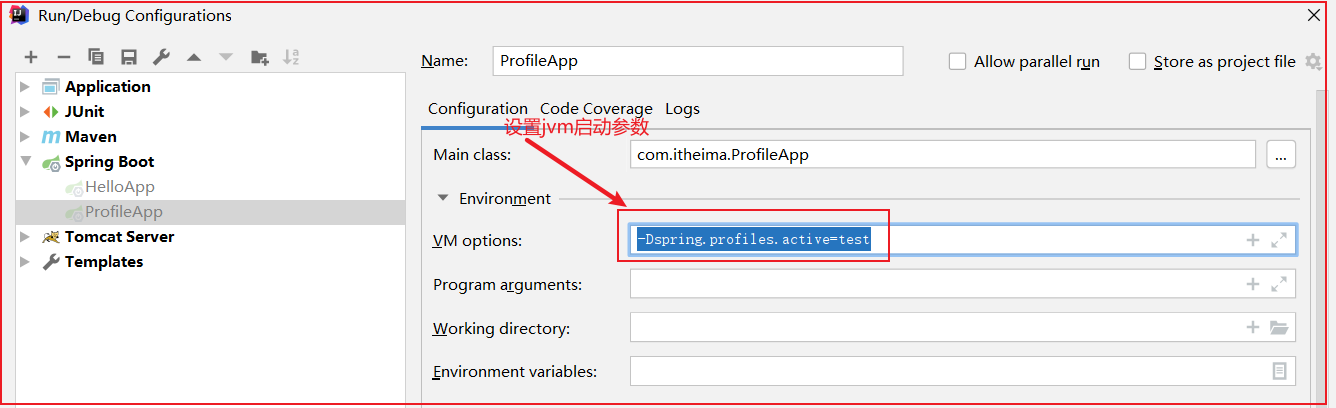 Run/Debug Configurations
Name: ProfileApp
Allow parallel run
Store as project file
Application
JUnit
Maven
Spring Boot
HelloApp
ProfileApp
Tomcat Server
Templates
Configuration Code Coverage Logs
设置jvm启动参数
Main class: com.itheima.ProfileApp ...
Environment
VM options: -Dspring.profiles.active=test
Program arguments:
Working directory:
Environment variables: